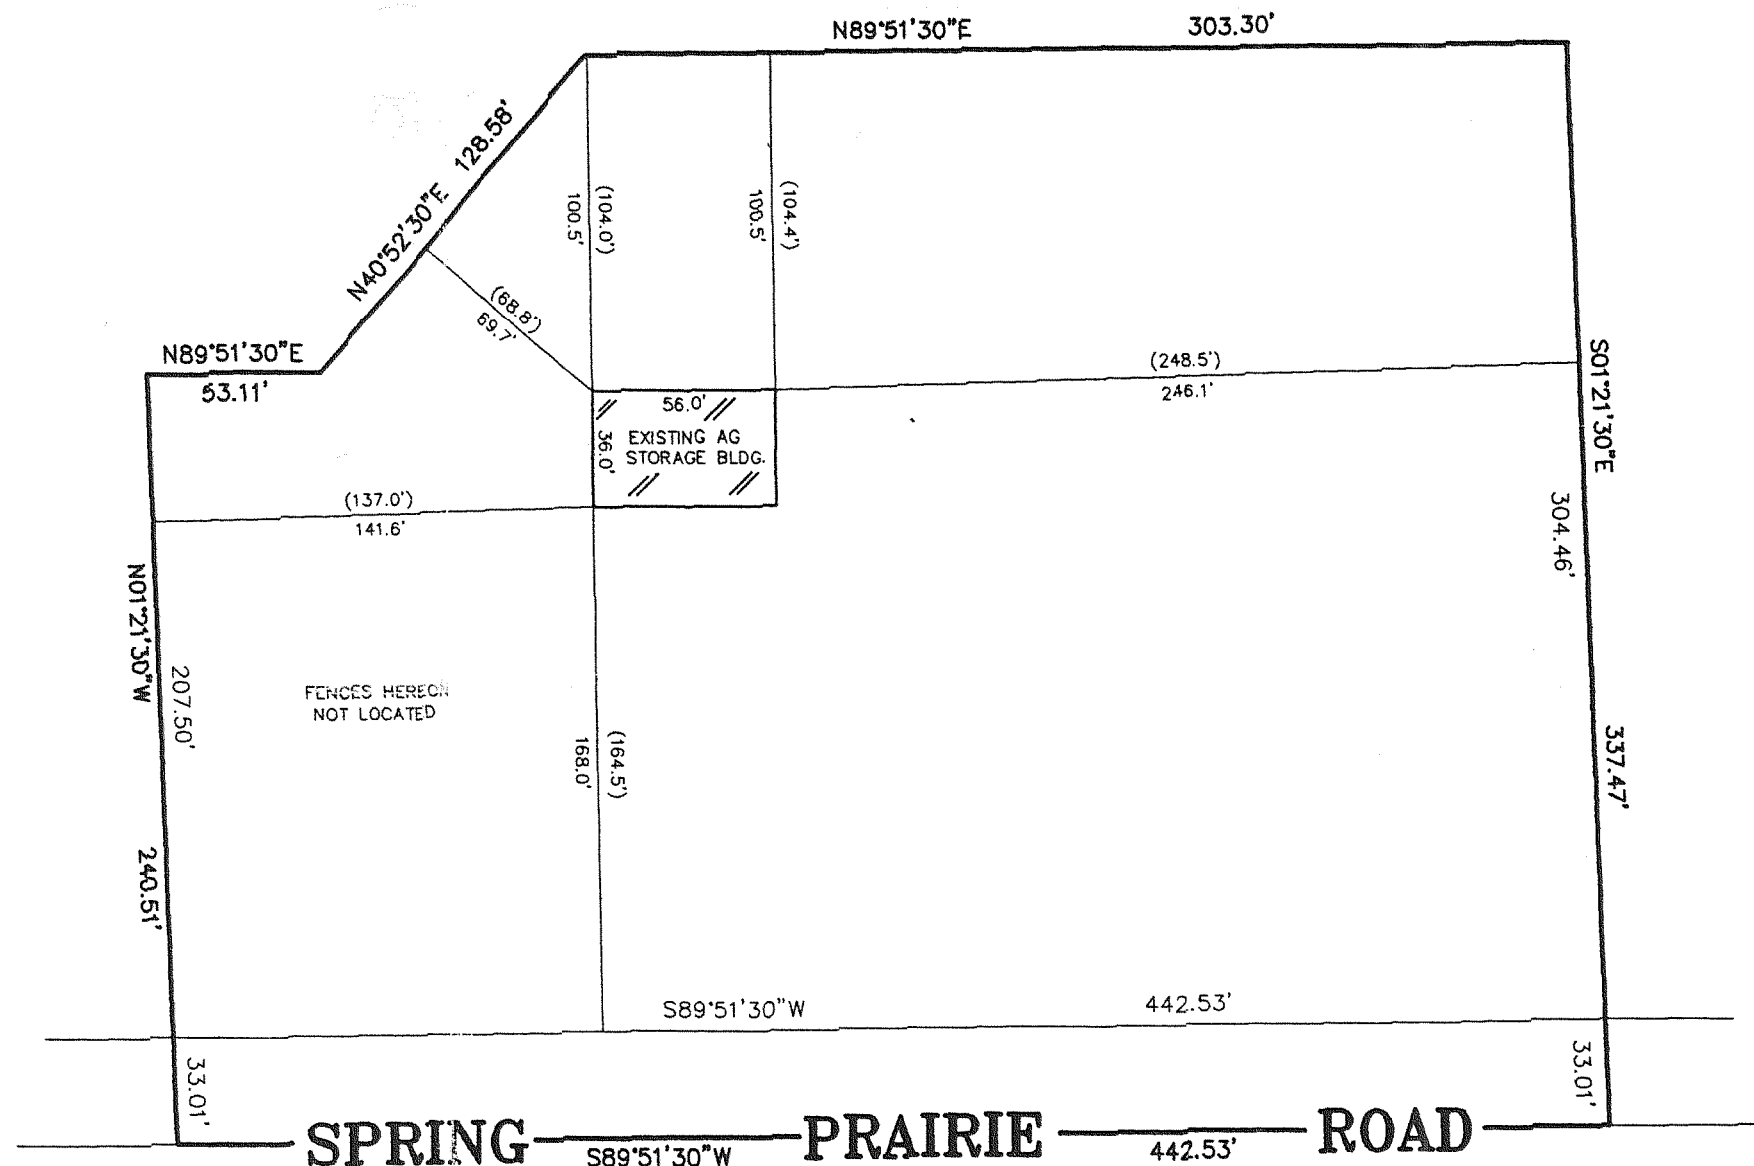 N89°51'30"E 303.30'
N40°52'30"E 128.58'
(104.0')
100.5'
(104.4')
100.5'
(68.8')
69.7'
N89°51'30"E
53.11'
(248.5')
246.1'
S01°21'30"E
304.46'
337.47'
56.0'
36.0'
EXISTING AG
STORAGE BLDG.
(137.0')
141.6'
N01°21'30"W
207.50'
240.51'
FENCES HEREON
NOT LOCATED
(164.5')
168.0'
S89°51'30"W 442.53'
33.01'
33.01'
SPRING PRAIRIE ROAD
S89°51'30"W 442.53'